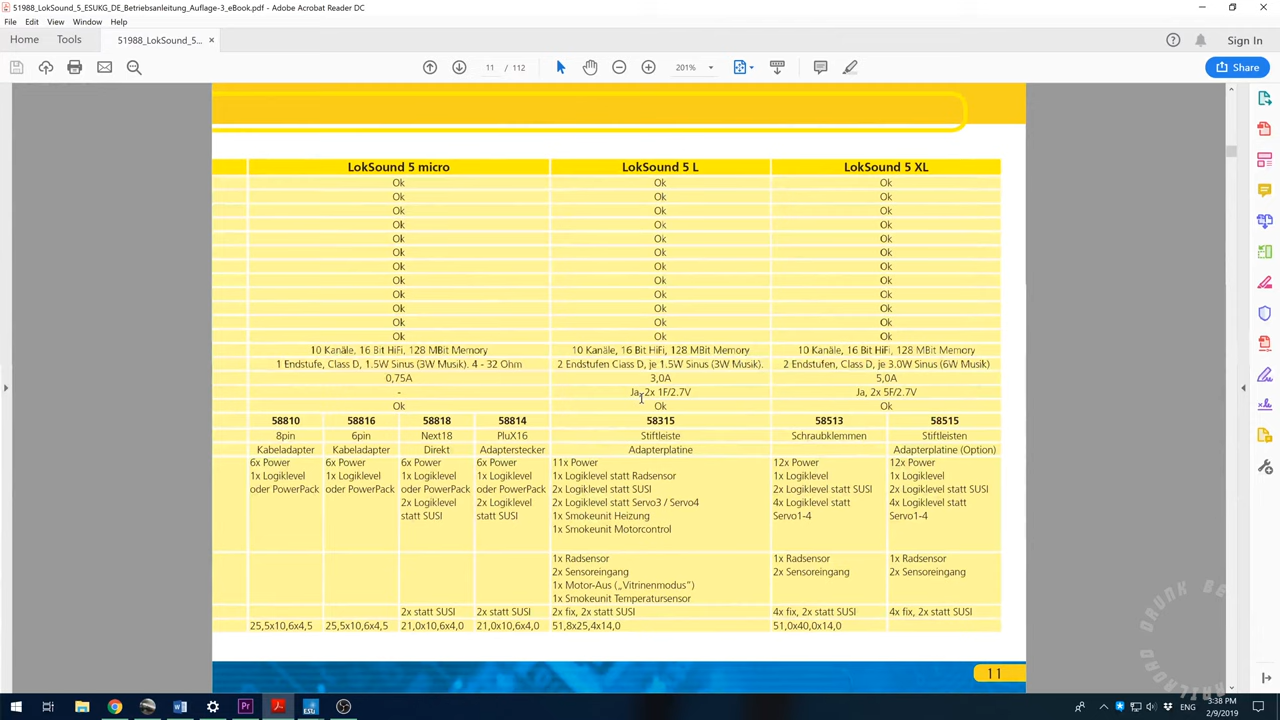 51988_LokSound_5_ESUKG_DE_Betriebsanleitung_Auflage-3_eBook.pdf - Adobe Acrobat Reader DC
File Edit View Window Help
Home Tools 51988_LokSound_5_... × Sign In
11 / 112 201% Share
LokSound 5 micro LokSound 5 L LokSound 5 XL
Ok Ok Ok
Ok Ok Ok
Ok Ok Ok
Ok Ok Ok
Ok Ok Ok
Ok Ok Ok
Ok Ok Ok
Ok Ok Ok
Ok Ok Ok
Ok Ok Ok
Ok Ok Ok
Ok Ok Ok
10 Kanäle, 16 Bit HiFi, 128 MBit Memory 10 Kanäle, 16 Bit HiFi, 128 MBit Memory 10 Kanäle, 16 Bit HiFi, 128 MBit Memory
1 Endstufe, Class D, 1.5W Sinus (3W Musik). 4 - 32 Ohm 2 Endstufen Class D, je 1.5W Sinus (3W Musik). 2 Endstufen, Class D, je 3.0W Sinus (6W Musik)
0,75A 3,0A 5,0A
- Ja, 2x 1F/2.7V Ja, 2x 5F/2.7V
Ok Ok Ok
58810 58816 58818 58814 58315 58513 58515
8pin 6pin Next18 PluX16 Stiftleiste Schraubklemmen Stiftleisten
Kabeladapter Kabeladapter Direkt Adapterstecker Adapterplatine Adapterplatine (Option)
6x Power 6x Power 6x Power 6x Power 11x Power 12x Power 12x Power
1x Logiklevel 1x Logiklevel 1x Logiklevel 1x Logiklevel 1x Logiklevel statt Radsensor 1x Logiklevel 1x Logiklevel
oder PowerPack oder PowerPack oder PowerPack oder PowerPack 2x Logiklevel statt SUSI 2x Logiklevel statt SUSI 2x Logiklevel statt SUSI
2x Logiklevel 2x Logiklevel 2x Logiklevel statt Servo3 / Servo4 4x Logiklevel statt 4x Logiklevel statt
statt SUSI statt SUSI 1x Smokeunit Heizung Servo1-4 Servo1-4
1x Smokeunit Motorcontrol
1x Radsensor 1x Radsensor 1x Radsensor
2x Sensoreingang 2x Sensoreingang 2x Sensoreingang
1x Motor-Aus („Vitrinenmodus")
1x Smokeunit Temperatursensor
2x statt SUSI 2x statt SUSI 2x fix, 2x statt SUSI 4x fix, 2x statt SUSI 4x fix, 2x statt SUSI
25,5x10,6x4,5 25,5x10,6x4,5 21,0x10,6x4,0 21,0x10,6x4,0 51,8x25,4x14,0 51,0x40,0x14,0
11
DRUNK BE
RAILROAD
ENG 3:38 PM
2/9/2019